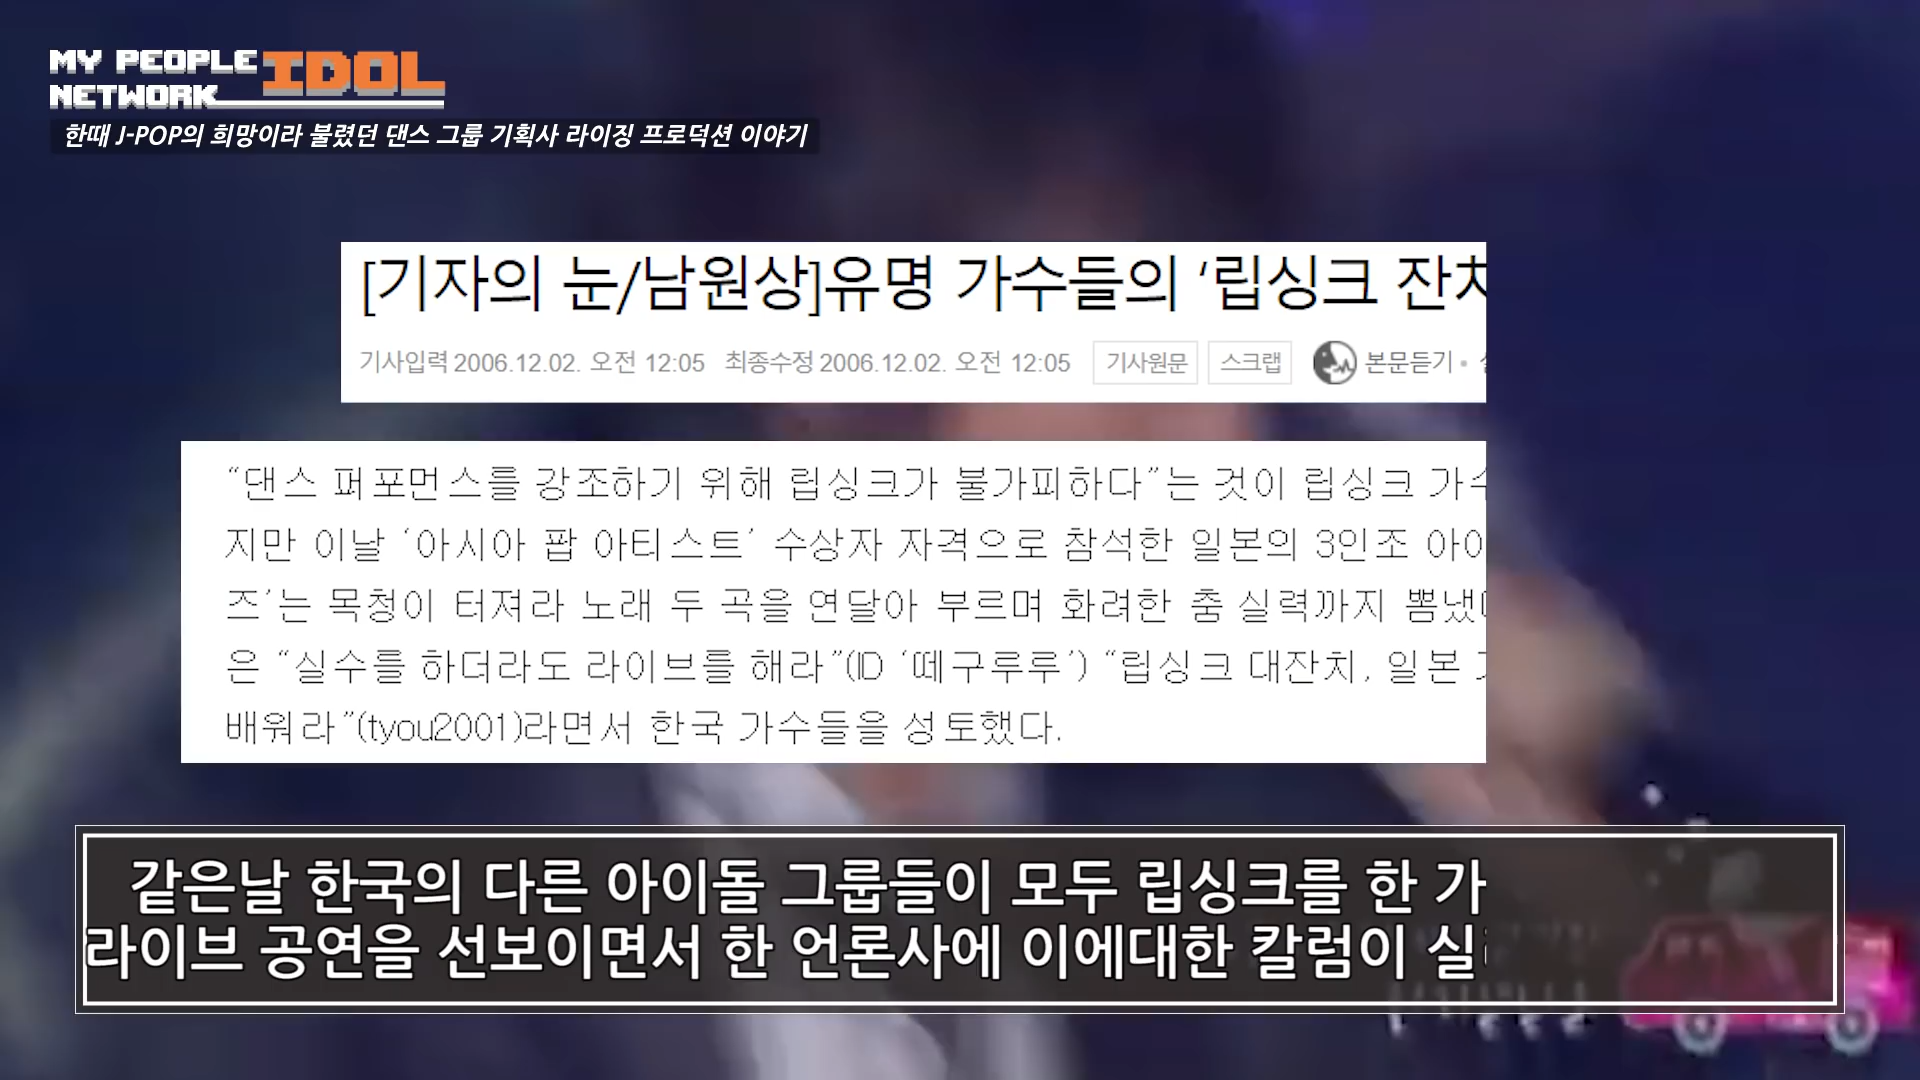 MY PEOPLE IDOL
NETWORK
한때 J-POP의 희망이라 불렸던 댄스 그룹 기획사 라이징 프로덕션 이야기
[기자의 눈/남원상]유명 가수들의 ‘립싱크 잔치
기사입력 2006.12.02. 오전 12:05 최종수정 2006.12.02. 오전 12:05 기사원문 스크랩 본문듣기 •
“댄스 퍼포먼스를 강조하기 위해 립싱크가 불가피하다”는 것이 립싱크 가수
지만 이날 ‘아시아 팝 아티스트’ 수상자 자격으로 참석한 일본의 3인조 아이
즈’는 목청이 터져라 노래 두 곡을 연달아 부르며 화려한 춤 실력까지 뽐냈
은 “실수를 하더라도 라이브를 해라”(ID ‘떼구루루’) “립싱크 대잔치, 일본
배워라”(tyou2001)라면서 한국 가수들을 성토했다.
같은날 한국의 다른 아이돌 그룹들이 모두 립싱크를 한 가
라이브 공연을 선보이면서 한 언론사에 이에대한 칼럼이 실